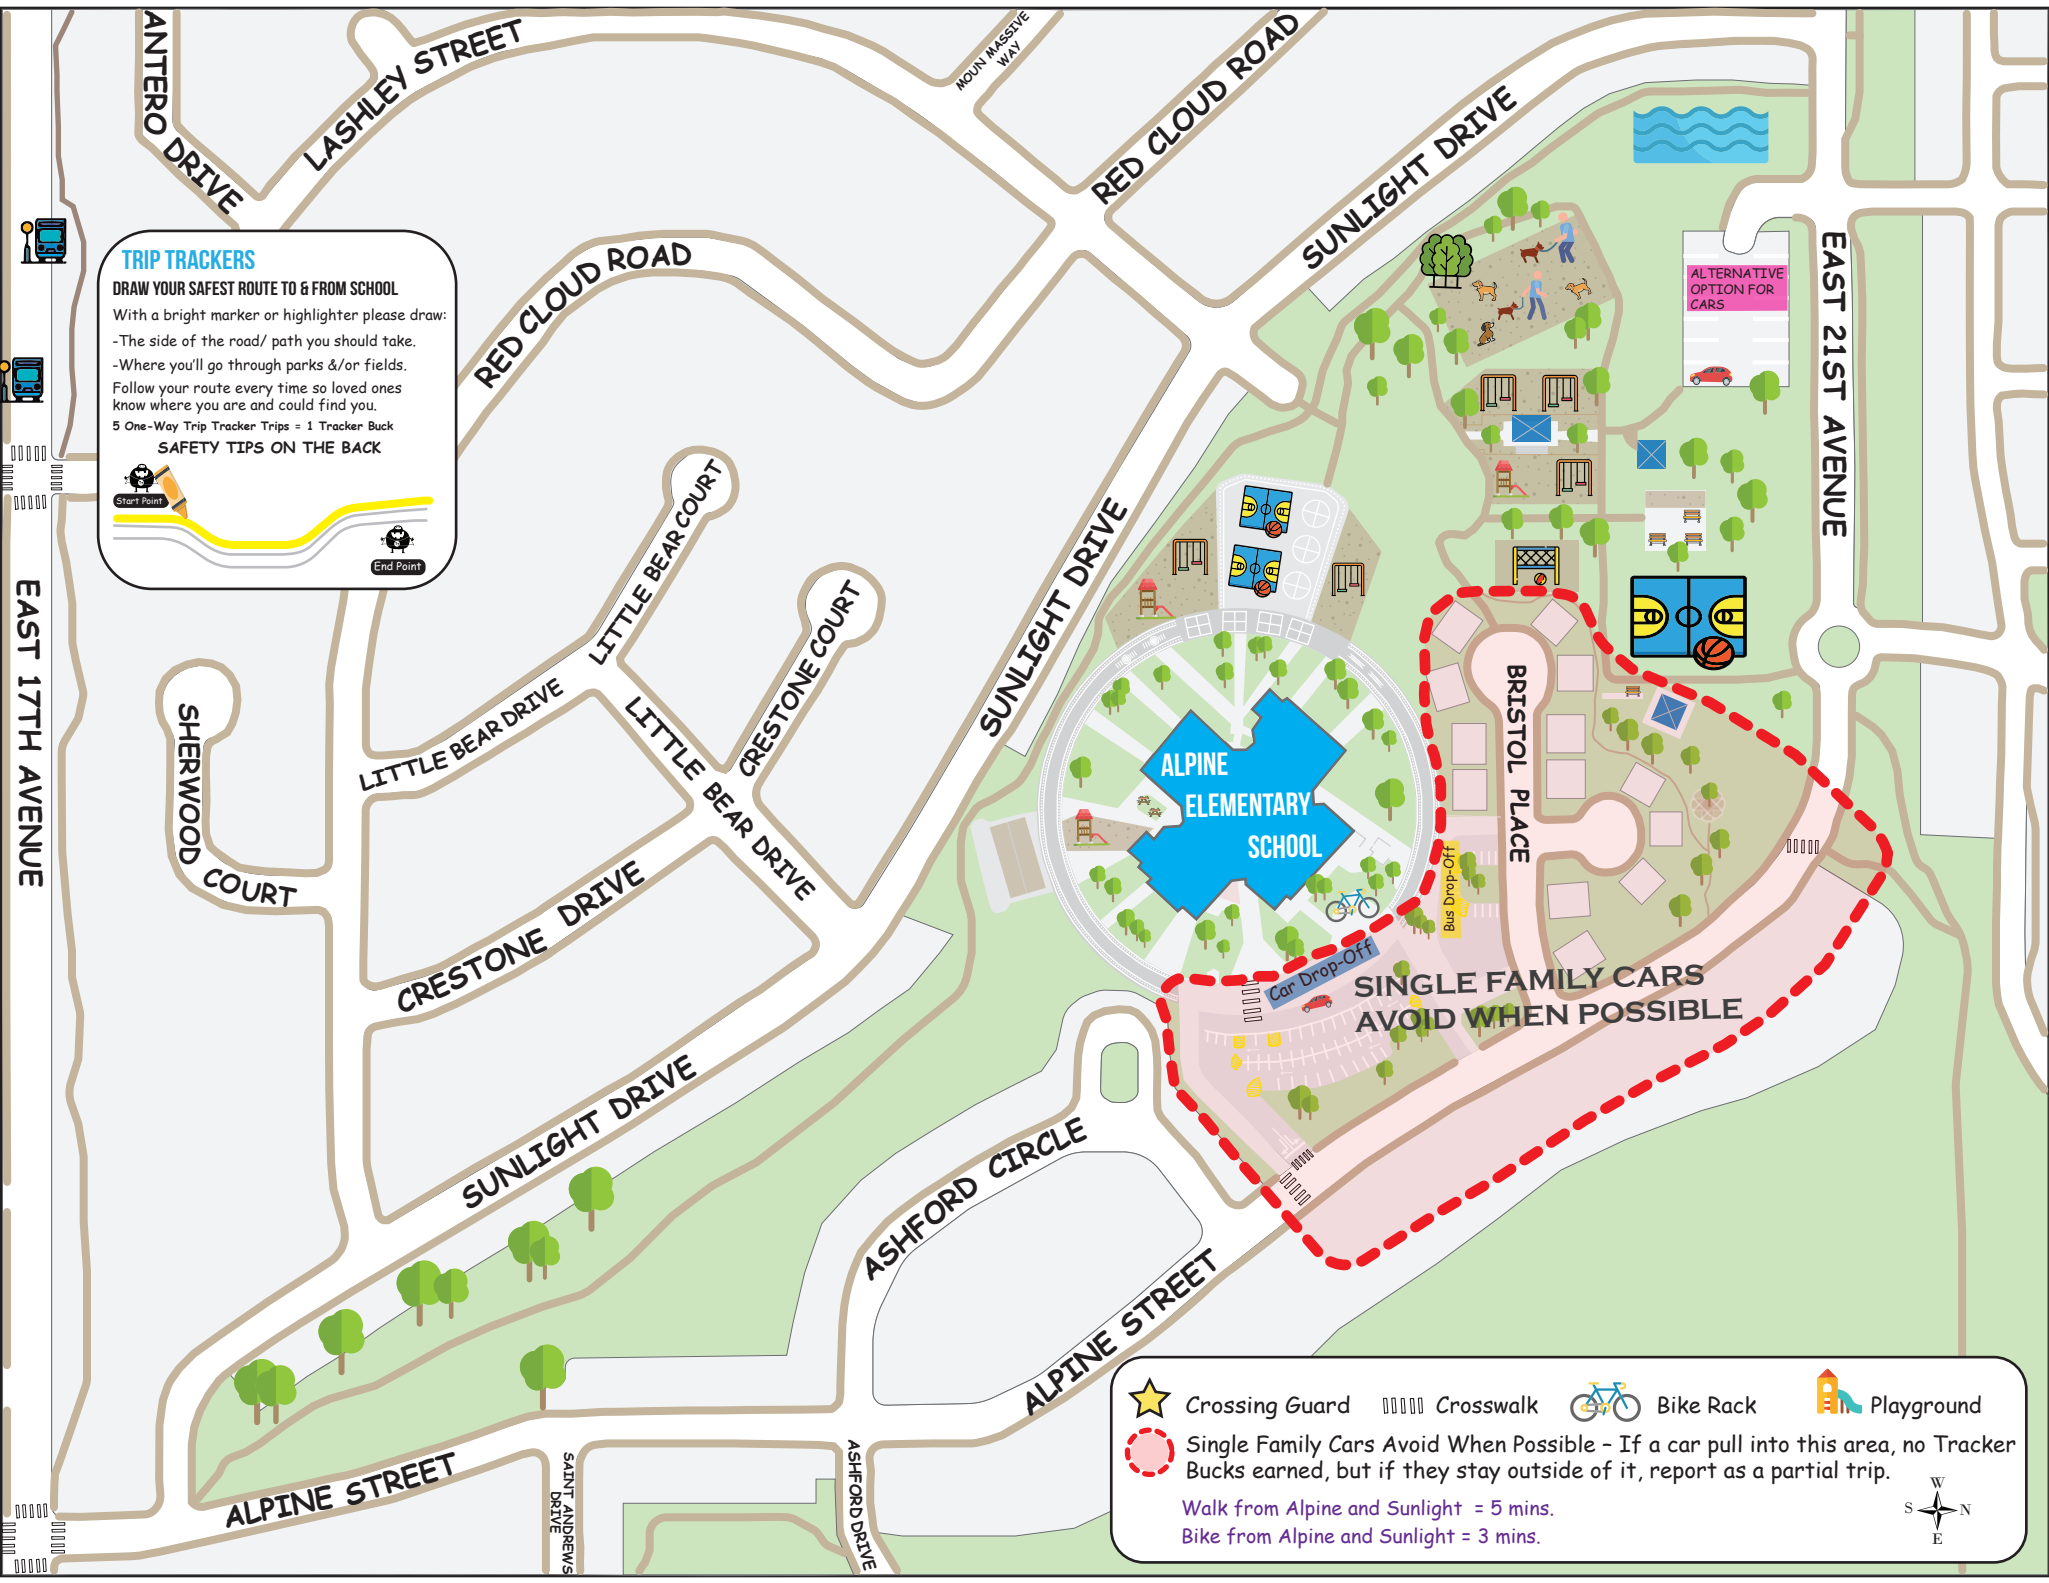 ANTERO DRIVE
LASHLEY STREET
MOUN MASSIVE
WAY
RED CLOUD ROAD
SUNLIGHT DRIVE
TRIP TRACKERS
DRAW YOUR SAFEST ROUTE TO & FROM SCHOOL
With a bright marker or highlighter please draw:
-The side of the road/ path you should take.
-Where you'll go through parks &/or fields.
Follow your route every time so loved ones
know where you are and could find you.
5 One-Way Trip Tracker Trips = 1 Tracker Buck
SAFETY TIPS ON THE BACK
Start Point
End Point
RED CLOUD ROAD
ALTERNATIVE
OPTION FOR
CARS
EAST 21ST AVENUE
EAST 17TH AVENUE
LITTLE BEAR COURT
CRESTONE COURT
SUNLIGHT DRIVE
LITTLE BEAR DRIVE
LITTLE BEAR DRIVE
SHERWOOD COURT
CRESTONE DRIVE
ALPINE
ELEMENTARY
SCHOOL
BRISTOL PLACE
Bus Drop-Off
Car Drop-Off
SINGLE FAMILY CARS
AVOID WHEN POSSIBLE
SUNLIGHT DRIVE
ASHFORD CIRCLE
ALPINE STREET
ALPINE STREET
SAINT ANDREWS
DRIVE
ASHFORD DRIVE
Crossing Guard
Crosswalk
Bike Rack
Playground
Single Family Cars Avoid When Possible – If a car pull into this area, no Tracker
Bucks earned, but if they stay outside of it, report as a partial trip.
Walk from Alpine and Sunlight = 5 mins.
Bike from Alpine and Sunlight = 3 mins.
W
S N
E